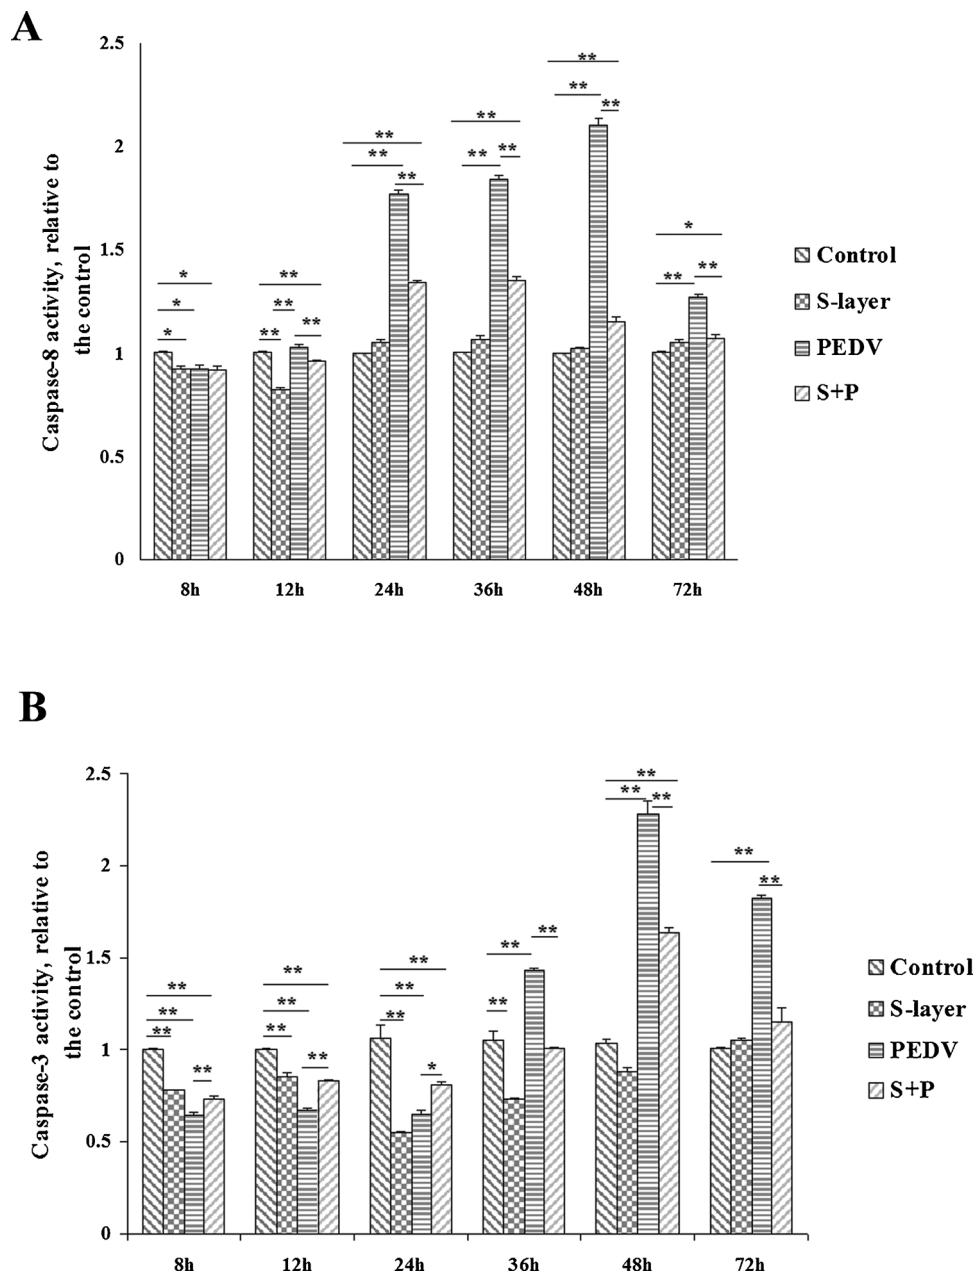 A
2.5
2
1.5
1
0.5
0
Caspase-8 activity, relative to
the control
** ** **
** ** **
** ** **
* * *
** ** ** **
* ** **
8h 12h 24h 36h 48h 72h
Control
S-layer
PEDV
S+P
B
2.5
2
1.5
1
0.5
0
Caspase-3 activity, relative to
the control
** ** **
** **
** ** **
** ** **
** ** ** **
** ** ** *
8h 12h 24h 36h 48h 72h
Control
S-layer
PEDV
S+P